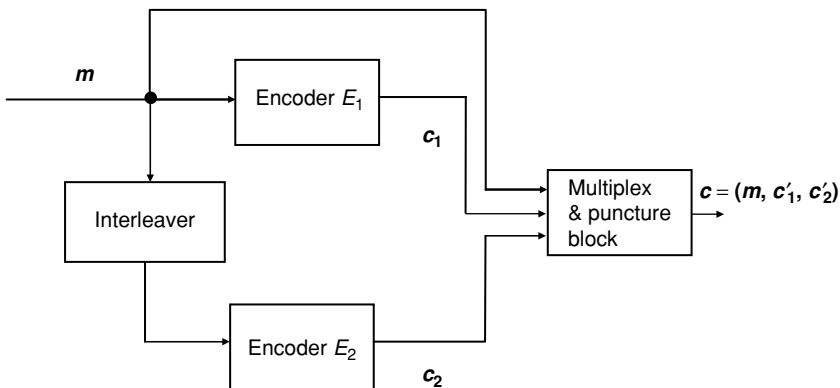 m
Encoder E₁
c₁
Interleaver
Multiplex
& puncture
block
c = (m, c′₁, c′₂)
Encoder E₂
c₂